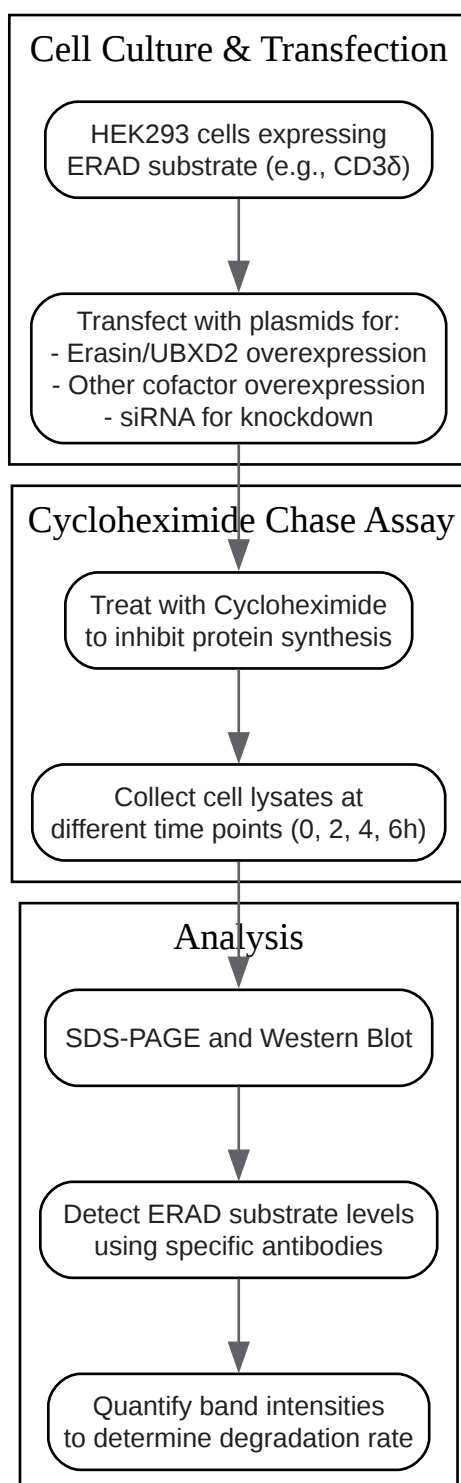 Cell Culture & Transfection
HEK293 cells expressing
ERAD substrate (e.g., CD3δ)
Transfect with plasmids for:
- Erasin/UBXD2 overexpression
- Other cofactor overexpression
- siRNA for knockdown
Cycloheximide Chase Assay
Treat with Cycloheximide
to inhibit protein synthesis
Collect cell lysates at
different time points (0, 2, 4, 6h)
Analysis
SDS-PAGE and Western Blot
Detect ERAD substrate levels
using specific antibodies
Quantify band intensities
to determine degradation rate